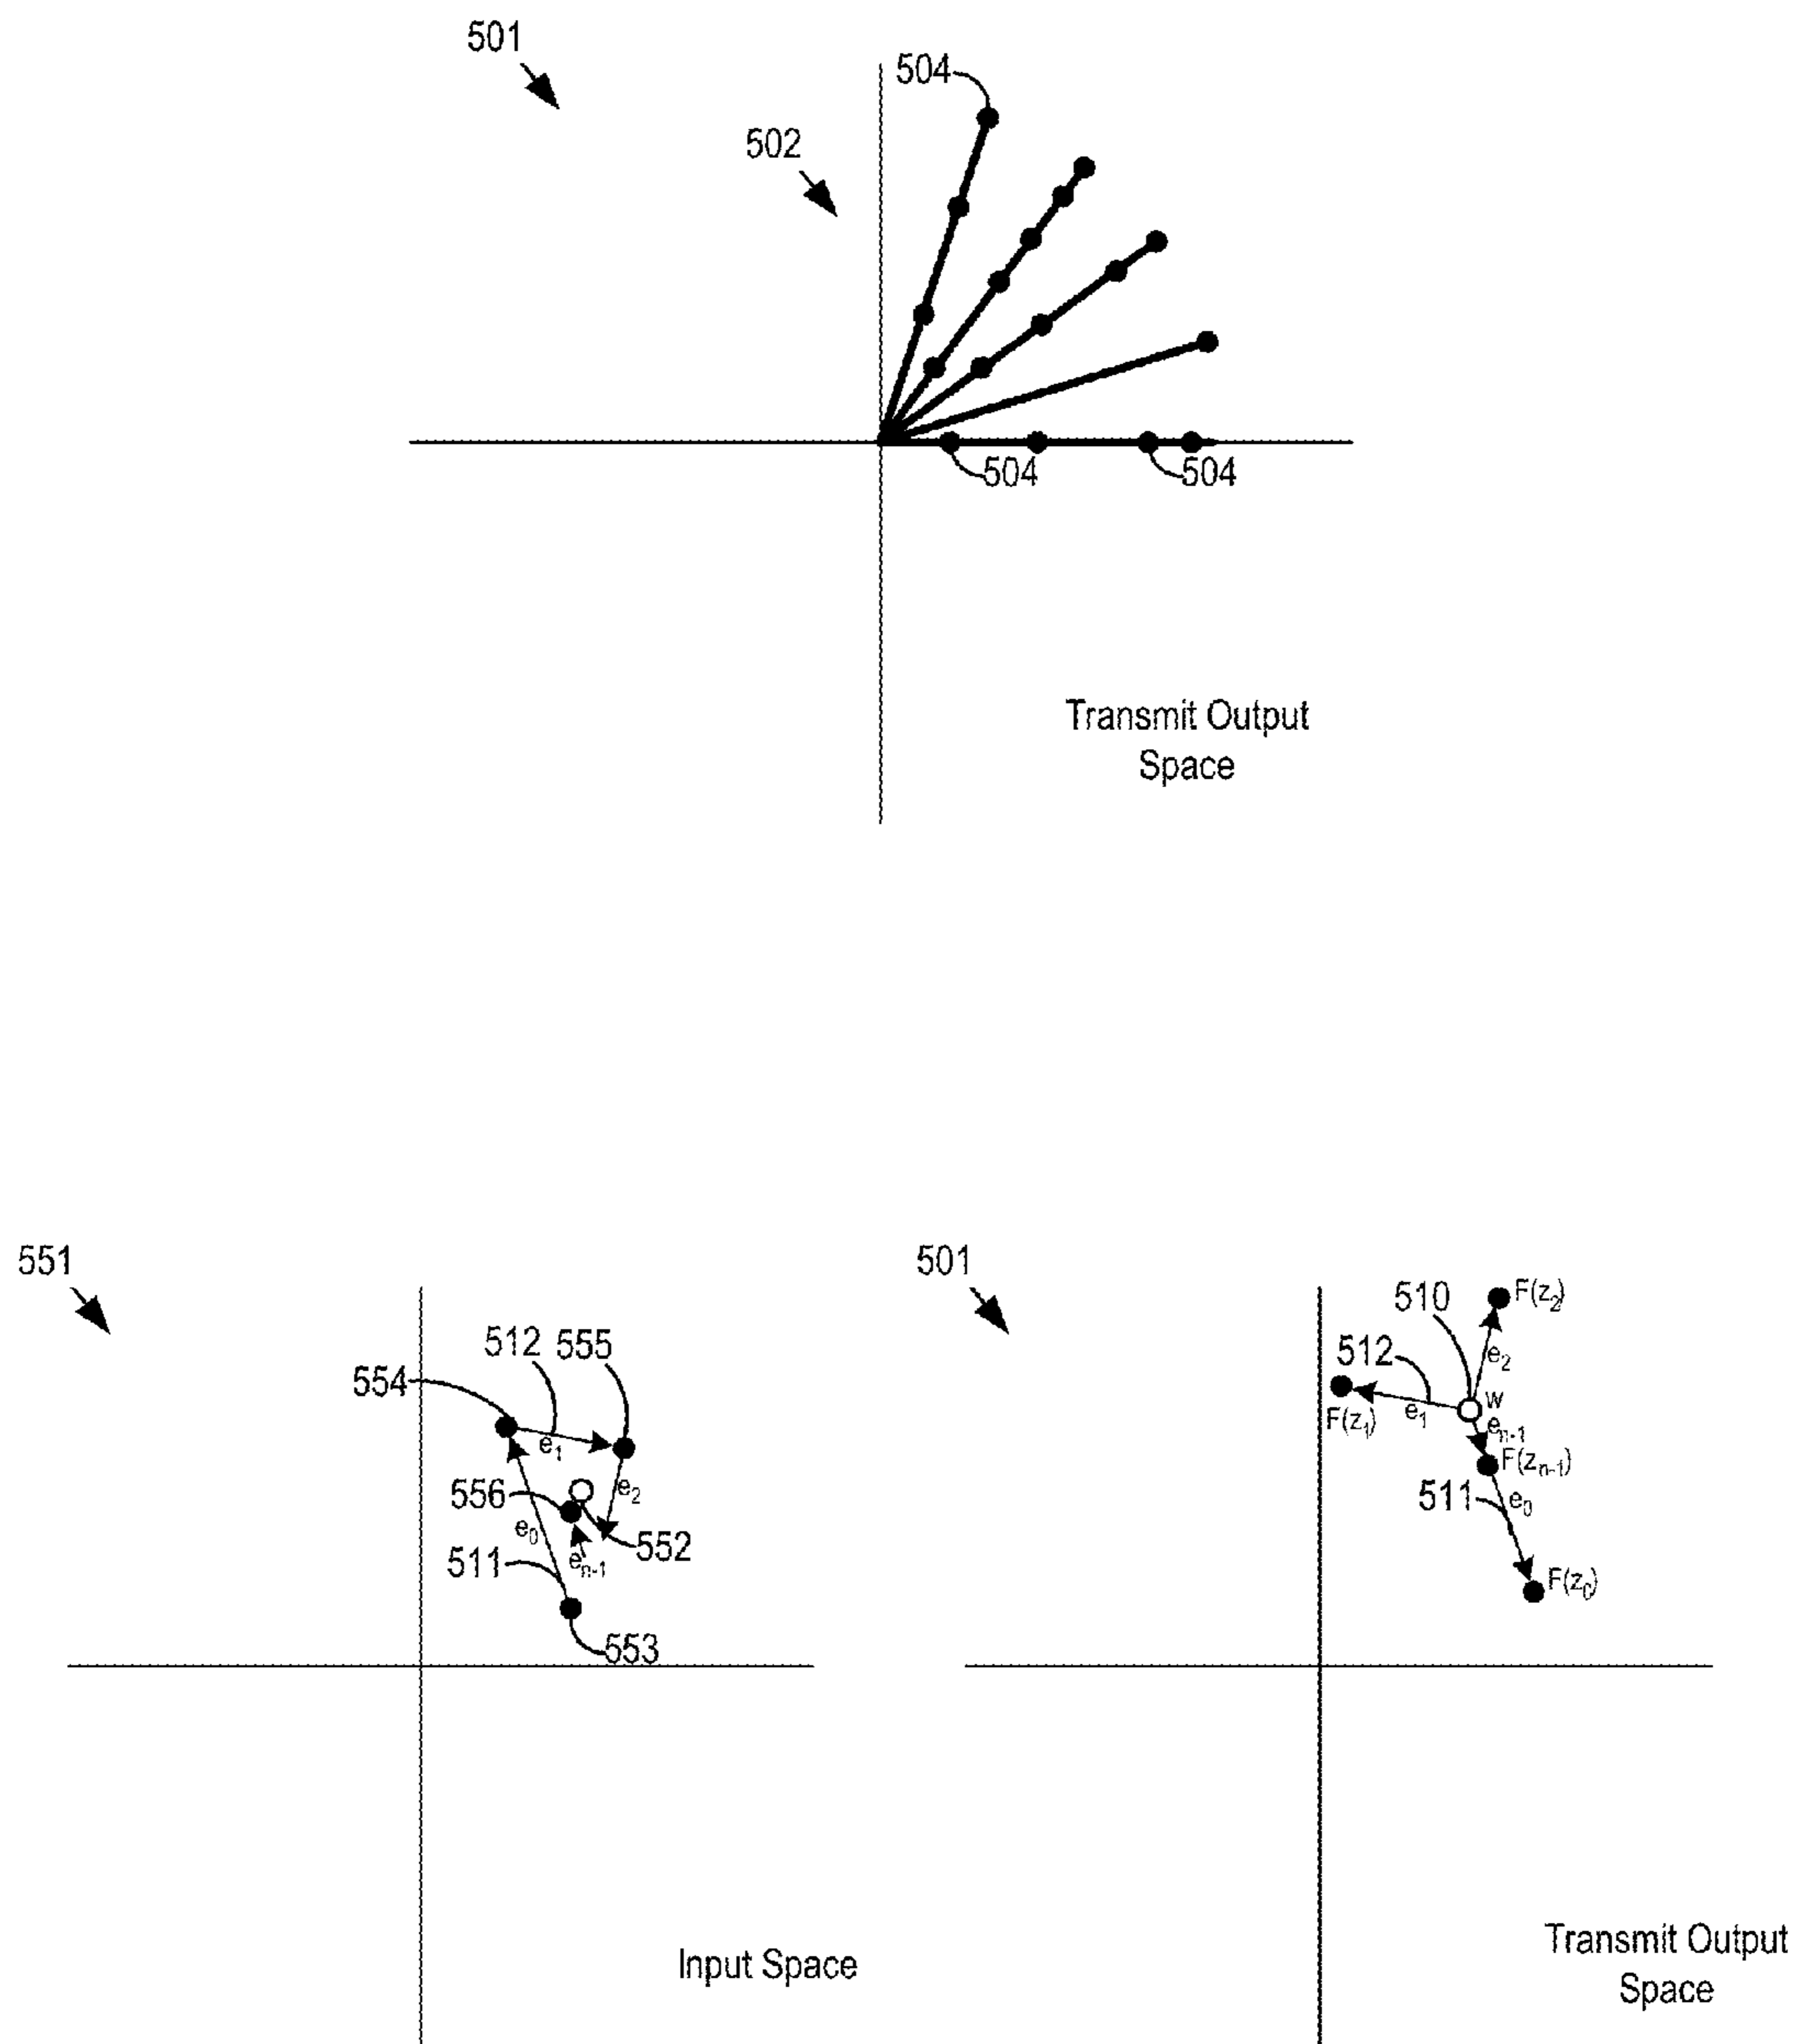 501
504
502
504
504
Transmit Output
Space
551
501
512
555
554
e1
556
e2
e0
552
511
en-1
553
Input Space
510
F(z2)
512
e2
w
F(z1)
e1
en-1
F(zn-1)
511
e0
F(z0)
Transmit Output
Space